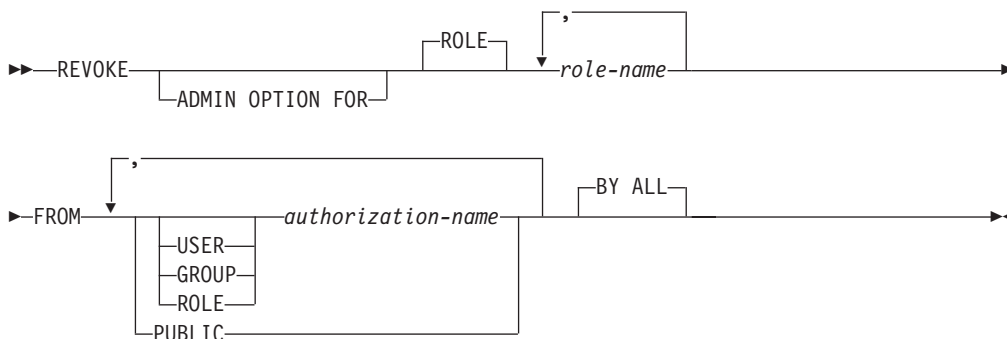 ROLE ,
REVOKE role-name
ADMIN OPTION FOR
,
BY ALL
FROM authorization-name
USER
GROUP
ROLE
PUBLIC